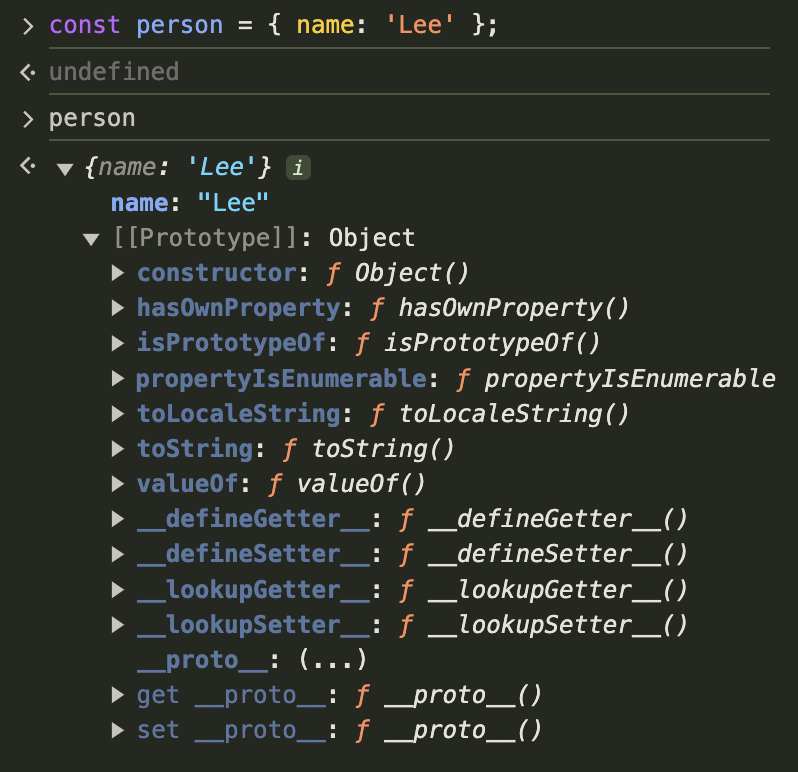 > const person = { name: 'Lee' };
<· undefined
> person
<· ▼ {name: 'Lee'} i
name: "Lee"
▼ [[Prototype]]: Object
▶ constructor: ƒ Object()
▶ hasOwnProperty: ƒ hasOwnProperty()
▶ isPrototypeOf: ƒ isPrototypeOf()
▶ propertyIsEnumerable: ƒ propertyIsEnumerable
▶ toLocaleString: ƒ toLocaleString()
▶ toString: ƒ toString()
▶ valueOf: ƒ valueOf()
▶ __defineGetter__: ƒ __defineGetter__()
▶ __defineSetter__: ƒ __defineSetter__()
▶ __lookupGetter__: ƒ __lookupGetter__()
▶ __lookupSetter__: ƒ __lookupSetter__()
__proto__: (...)
▶ get __proto__: ƒ __proto__()
▶ set __proto__: ƒ __proto__()